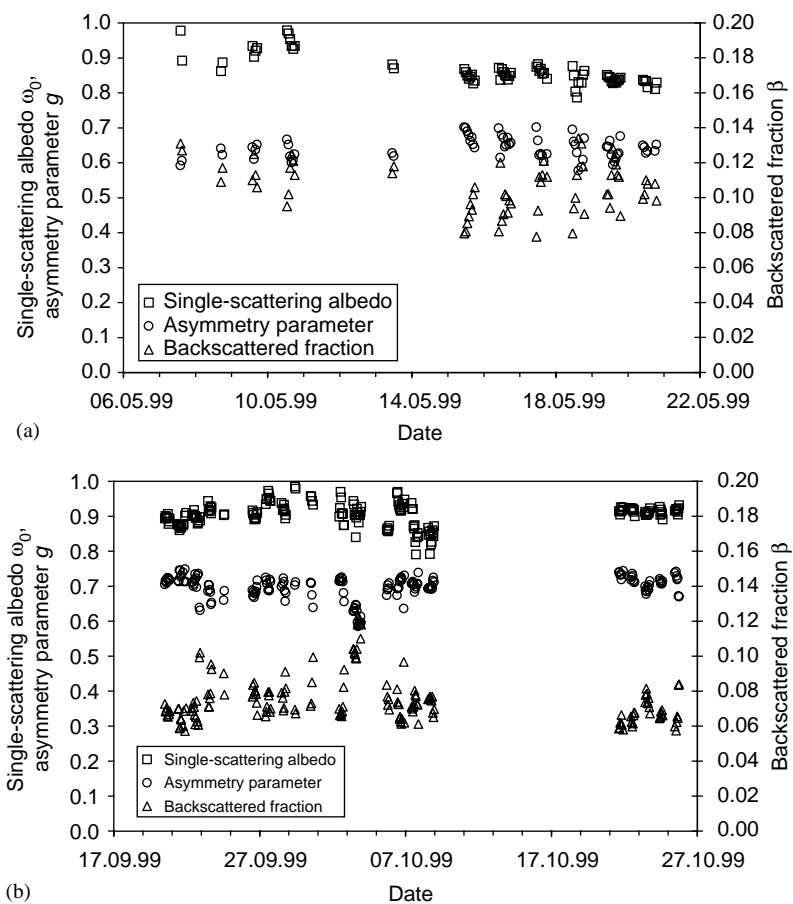 Single-scattering albedo ω0,
asymmetry parameter g
1.0
0.9
0.8
0.7
0.6
0.5
0.4
0.3
0.2
0.1
0.0
Single-scattering albedo
Asymmetry parameter
Backscattered fraction
0.20
0.18
0.16
0.14
0.12
0.10
0.08
0.06
0.04
0.02
0.00
Backscattered fraction β
06.05.99 10.05.99 14.05.99 18.05.99 22.05.99
(a) Date
Single-scattering albedo ω0,
asymmetry parameter g
1.0
0.9
0.8
0.7
0.6
0.5
0.4
0.3
0.2
0.1
0.0
Single-scattering albedo
Asymmetry parameter
Backscattered fraction
0.20
0.18
0.16
0.14
0.12
0.10
0.08
0.06
0.04
0.02
0.00
Backscattered fraction β
17.09.99 27.09.99 07.10.99 17.10.99 27.10.99
(b) Date